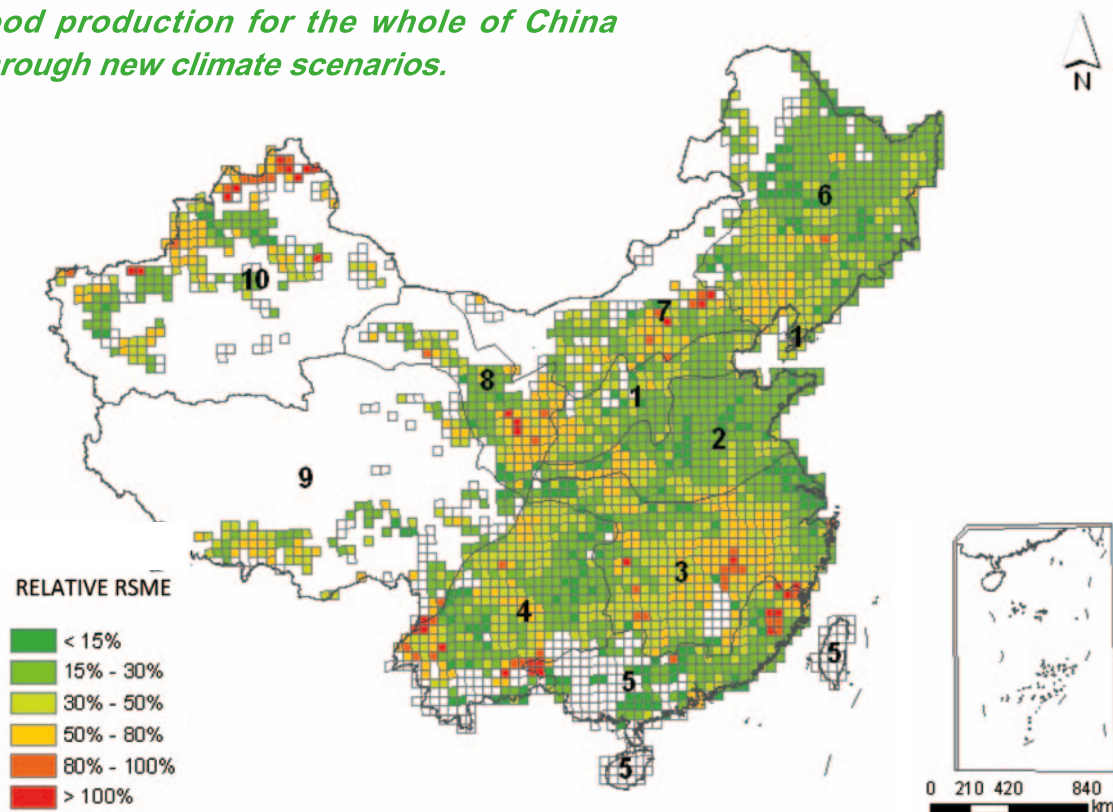 ood production for the whole of China
rough new climate scenarios.
N
6
10
7
1
8
1
2
9
3
4
5
5
5
RELATIVE RSME
< 15%
15% - 30%
30% - 50%
50% - 80%
80% - 100%
> 100%
0 210 420 840
km